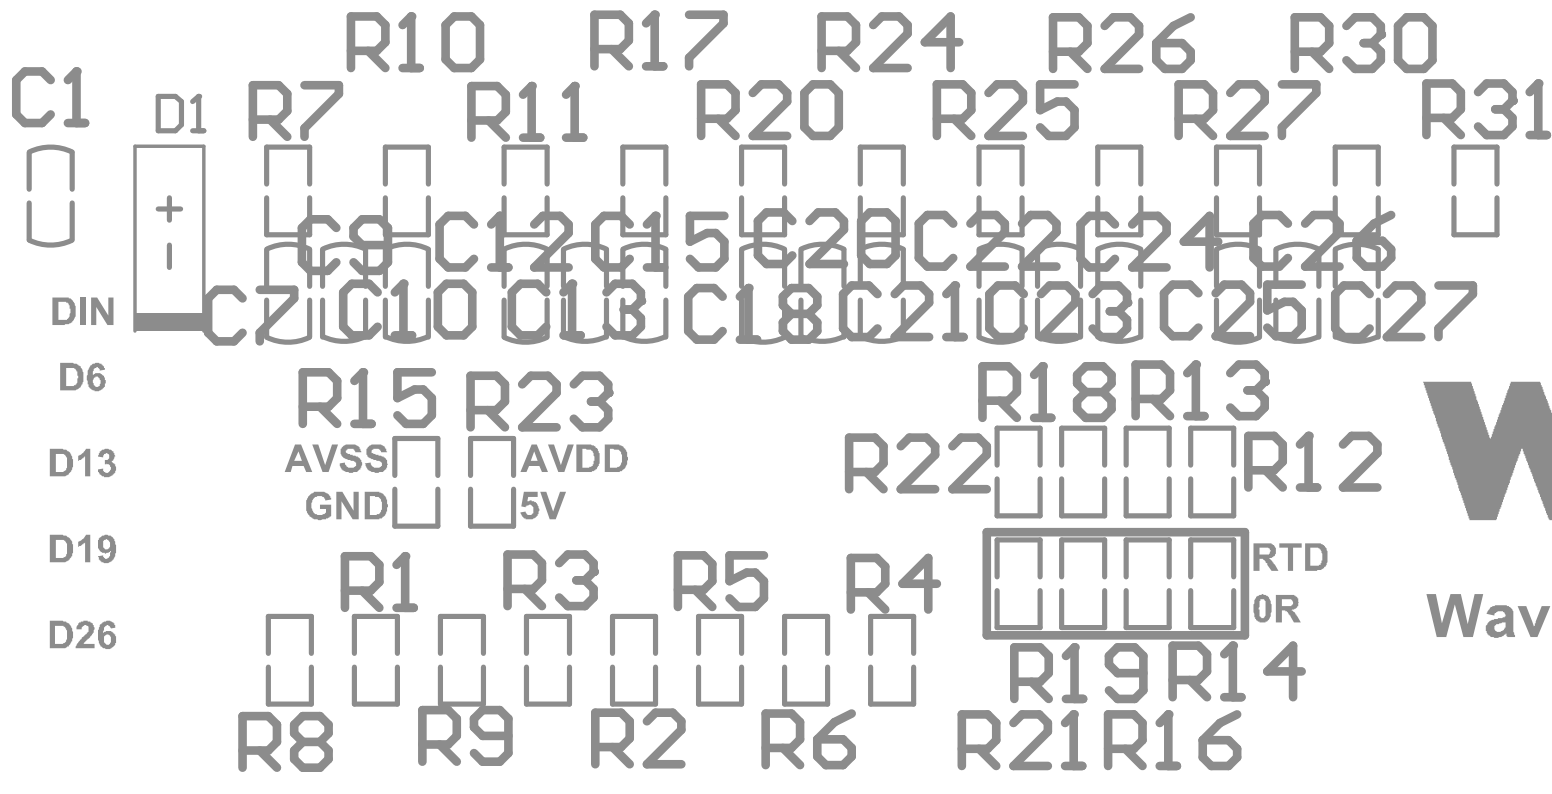 R10 R17 R24 R26 R30
C1 D1 R7 R11 R20 R25 R27 R31
+
−
C9 C12 C15 C20 C22 C24 C26
DIN C7 C10 C13 C18 C21 C23 C25 C27
D6 R15 R23 R18 R13
D13 AVSS AVDD R22 R12
GND 5V
D19 R1 R3 R5 R4 RTD
D26 0R Wav
R19 R14
R8 R9 R2 R6 R21 R16